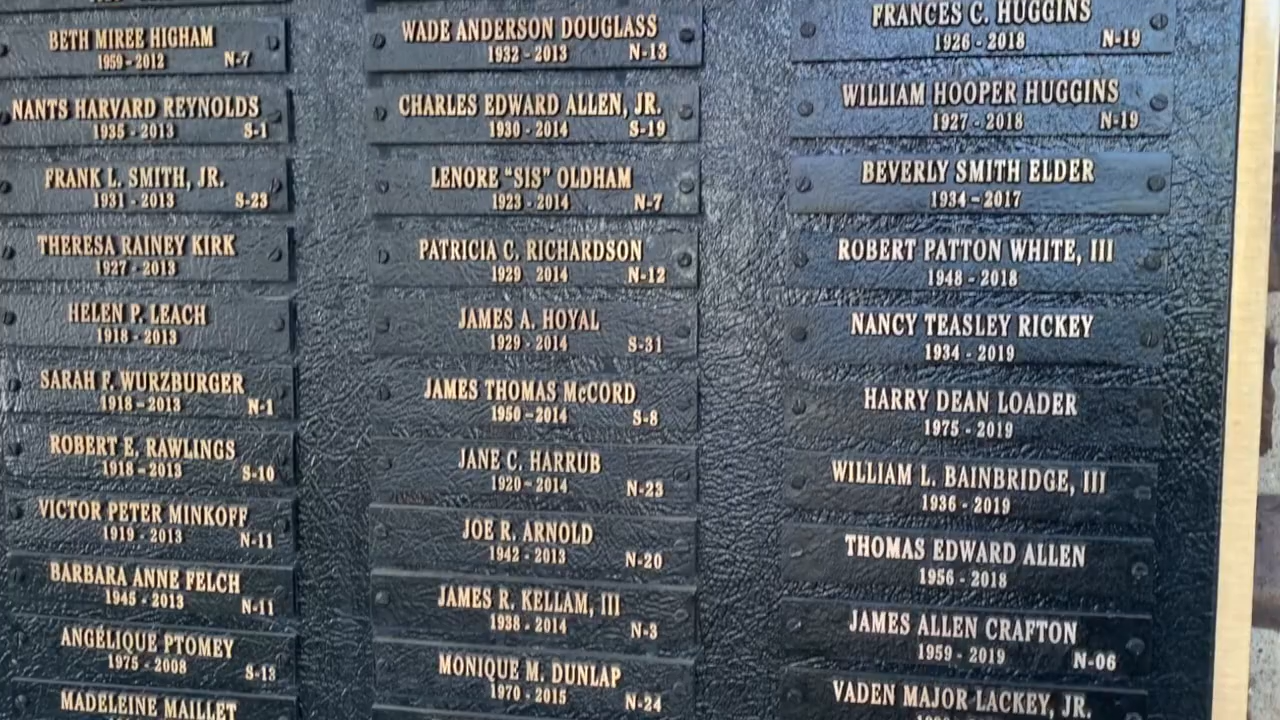 BETH MIREE HIGHAM
1959 - 2012 N-7
NANTS HARVARD REYNOLDS
1935 - 2013 S-1
FRANK L. SMITH, JR.
1931 - 2013 S-23
THERESA RAINEY KIRK
1927 - 2013
HELEN P. LEACH
1918 - 2013
SARAH F. WURZBURGER
1918 - 2013 N-1
ROBERT E. RAWLINGS
1918 - 2013 S-10
VICTOR PETER MINKOFF
1919 - 2013 N-11
BARBARA ANNE FELCH
1945 - 2013 N-11
ANGÉLIQUE PTOMEY
1975 - 2008 S-13
MADELEINE MAILLET
WADE ANDERSON DOUGLASS
1932 - 2013 N-13
CHARLES EDWARD ALLEN, JR.
1930 - 2014 S-19
LENORE "SIS" OLDHAM
1923 - 2014 N-7
PATRICIA C. RICHARDSON
1929 2014 N-12
JAMES A. HOYAL
1929 - 2014 S-31
JAMES THOMAS McCORD
1950 - 2014 S-8
JANE C. HARRUB
1920 - 2014 N-23
JOE R. ARNOLD
1942 - 2013 N-20
JAMES R. KELLAM, III
1938 - 2014 N-3
MONIQUE M. DUNLAP
1970 - 2015 N-24
FRANCES C. HUGGINS
1926 - 2018 N-19
WILLIAM HOOPER HUGGINS
1927 - 2018 N-19
BEVERLY SMITH ELDER
1934 - 2017
ROBERT PATTON WHITE, III
1948 - 2018
NANCY TEASLEY RICKEY
1934 - 2019
HARRY DEAN LOADER
1975 - 2019
WILLIAM L. BAINBRIDGE, III
1936 - 2019
THOMAS EDWARD ALLEN
1956 - 2018
JAMES ALLEN CRAFTON
1959 - 2019 N-06
VADEN MAJOR LACKEY, JR.